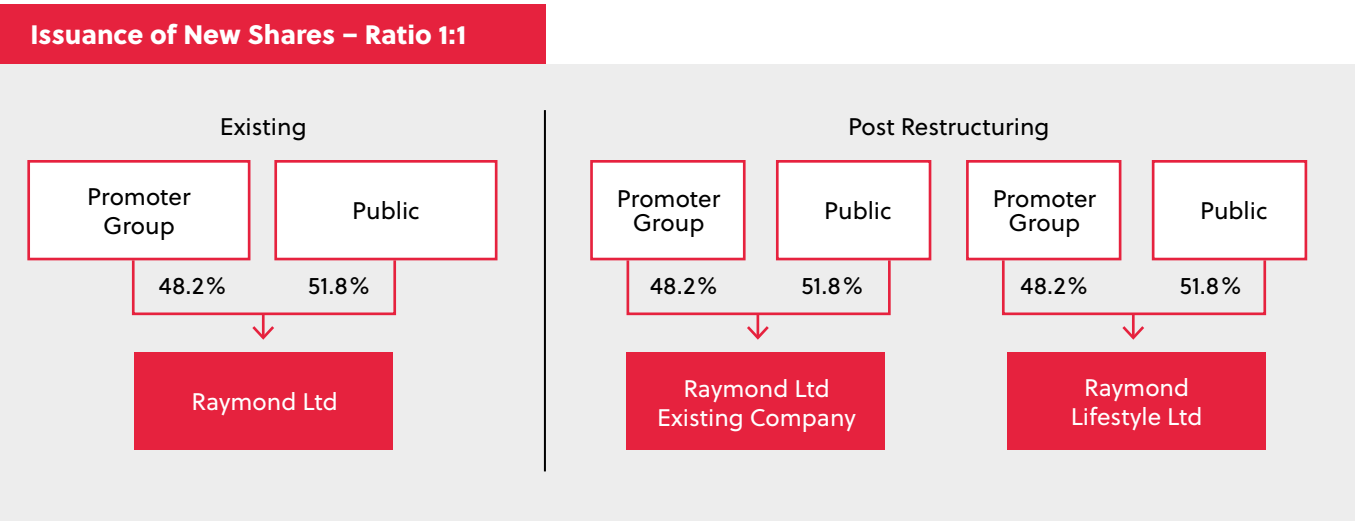 Issuance of New Shares – Ratio 1:1
Existing
Promoter
Group
Public
48.2%
51.8%
Raymond Ltd
Post Restructuring
Promoter
Group
Public
48.2%
51.8%
Raymond Ltd
Existing Company
Promoter
Group
Public
48.2%
51.8%
Raymond
Lifestyle Ltd